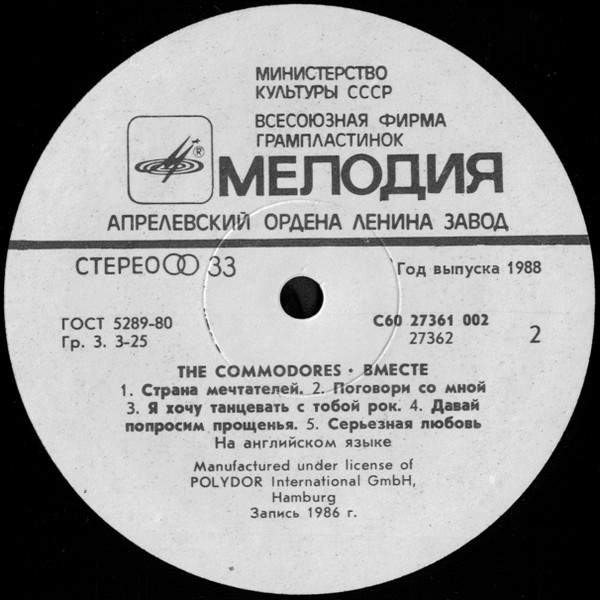 МИНИСТЕРСТВО
КУЛЬТУРЫ СССР
ВСЕСОЮЗНАЯ ФИРМА
ГРАМПЛАСТИНОК
®
МЕЛОДИЯ
АПРЕЛЕВСКИЙ ОРДЕНА ЛЕНИНА ЗАВОД
СТЕРЕО 33
Год выпуска 1988
ГОСТ 5289-80
Гр. 3. 3-25
С60 27361 002
27362
2
THE COMMODORES • ВМЕСТЕ
1. Страна мечтателей. 2. Поговори со мной
3. Я хочу танцевать с тобой рок. 4. Давай
попросим прощенья. 5. Серьезная любовь
На английском языке
Manufactured under license of
POLYDOR International GmbH,
Hamburg
Запись 1986 г.